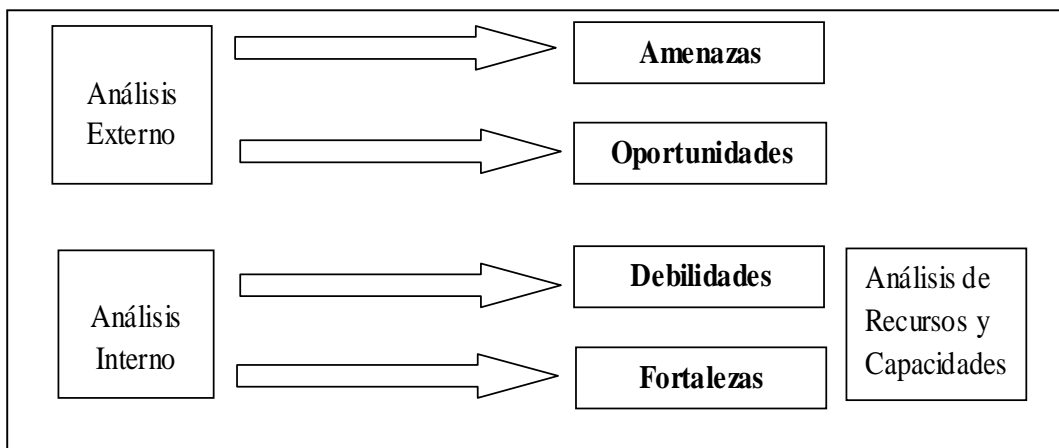 Análisis
Externo
Amenazas
Oportunidades
Análisis
Interno
Debilidades
Fortalezas
Análisis de
Recursos y
Capacidades